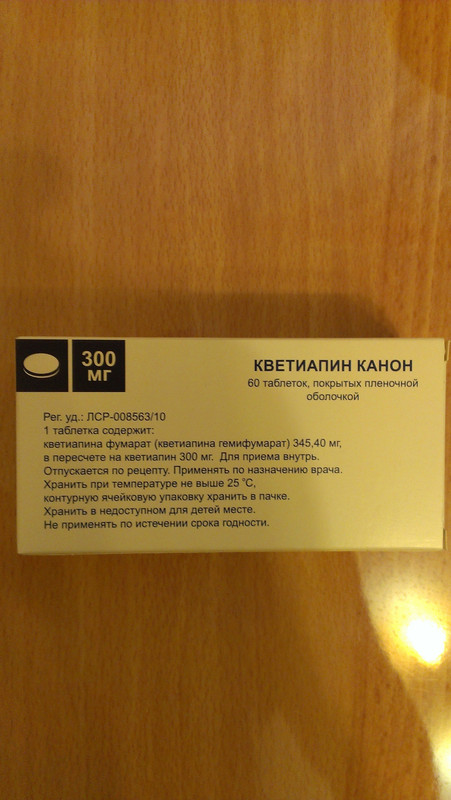 300
мг
КВЕТИАПИН КАНОН
60 таблеток, покрытых пленочной
оболочкой
Рег. уд.: ЛСР-008563/10
1 таблетка содержит:
кветиапина фумарат (кветиапина гемифумарат) 345,40 мг,
в пересчете на кветиапин 300 мг. Для приема внутрь.
Отпускается по рецепту. Применять по назначению врача.
Хранить при температуре не выше 25 °С,
контурную ячейковую упаковку хранить в пачке.
Хранить в недоступном для детей месте.
Не применять по истечении срока годности.